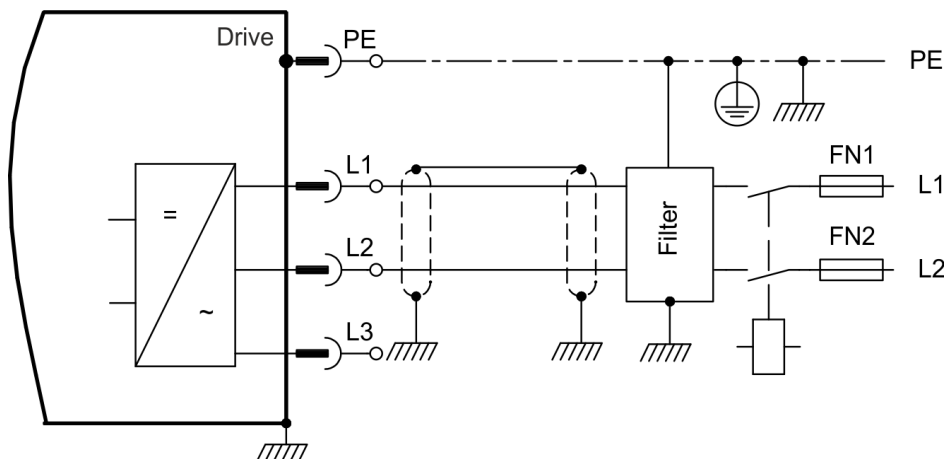 Drive
PE
PE
L1
FN1
L1
=
L2
Filter
FN2
L2
~
L3